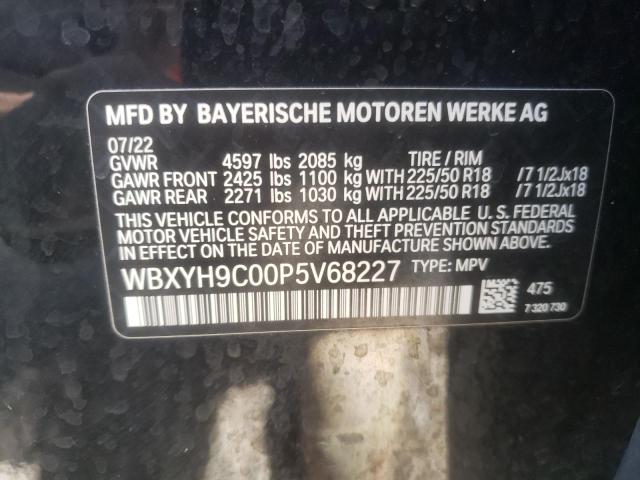 MFD BY BAYERISCHE MOTOREN WERKE AG
07/22
GVWR 4597 lbs 2085 kg TIRE / RIM
GAWR FRONT 2425 lbs 1100 kg WITH 225/50 R18 /7 1/2Jx18
GAWR REAR 2271 lbs 1030 kg WITH 225/50 R18 /7 1/2Jx18
THIS VEHICLE CONFORMS TO ALL APPLICABLE U. S. FEDERAL
MOTOR VEHICLE SAFETY AND THEFT PREVENTION STANDARDS
IN EFFECT ON THE DATE OF MANUFACTURE SHOWN ABOVE.
WBXYH9C00P5V68227 TYPE: MPV
475
7 320 730